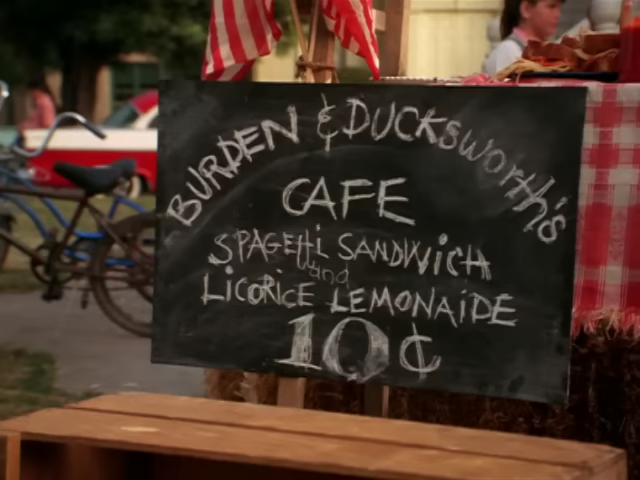 BURDEN & DUCKSWORTH'S
CAFE
SPAGETTi SANDWiCH
and
LiCORiCE LEMONAiDE
10¢